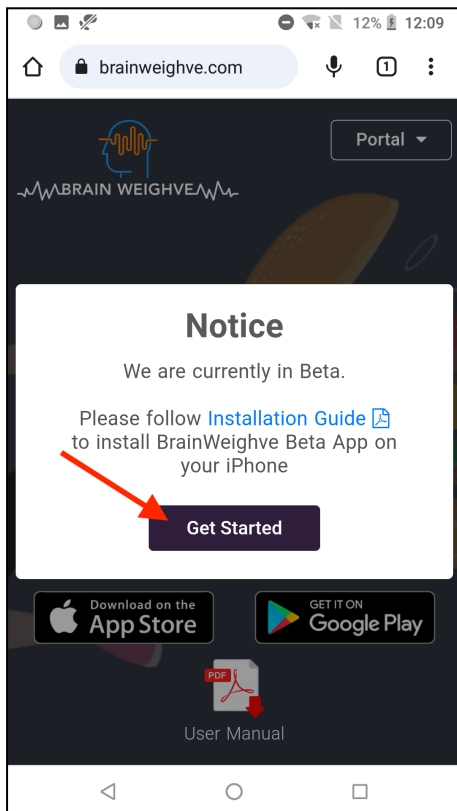 12% 12:09
brainweighve.com 1
Portal
BRAIN WEIGHVE
Notice
We are currently in Beta.
Please follow Installation Guide
to install BrainWeighve Beta App on
your iPhone
Get Started
Download on the
App Store
GET IT ON
Google Play
PDF
User Manual